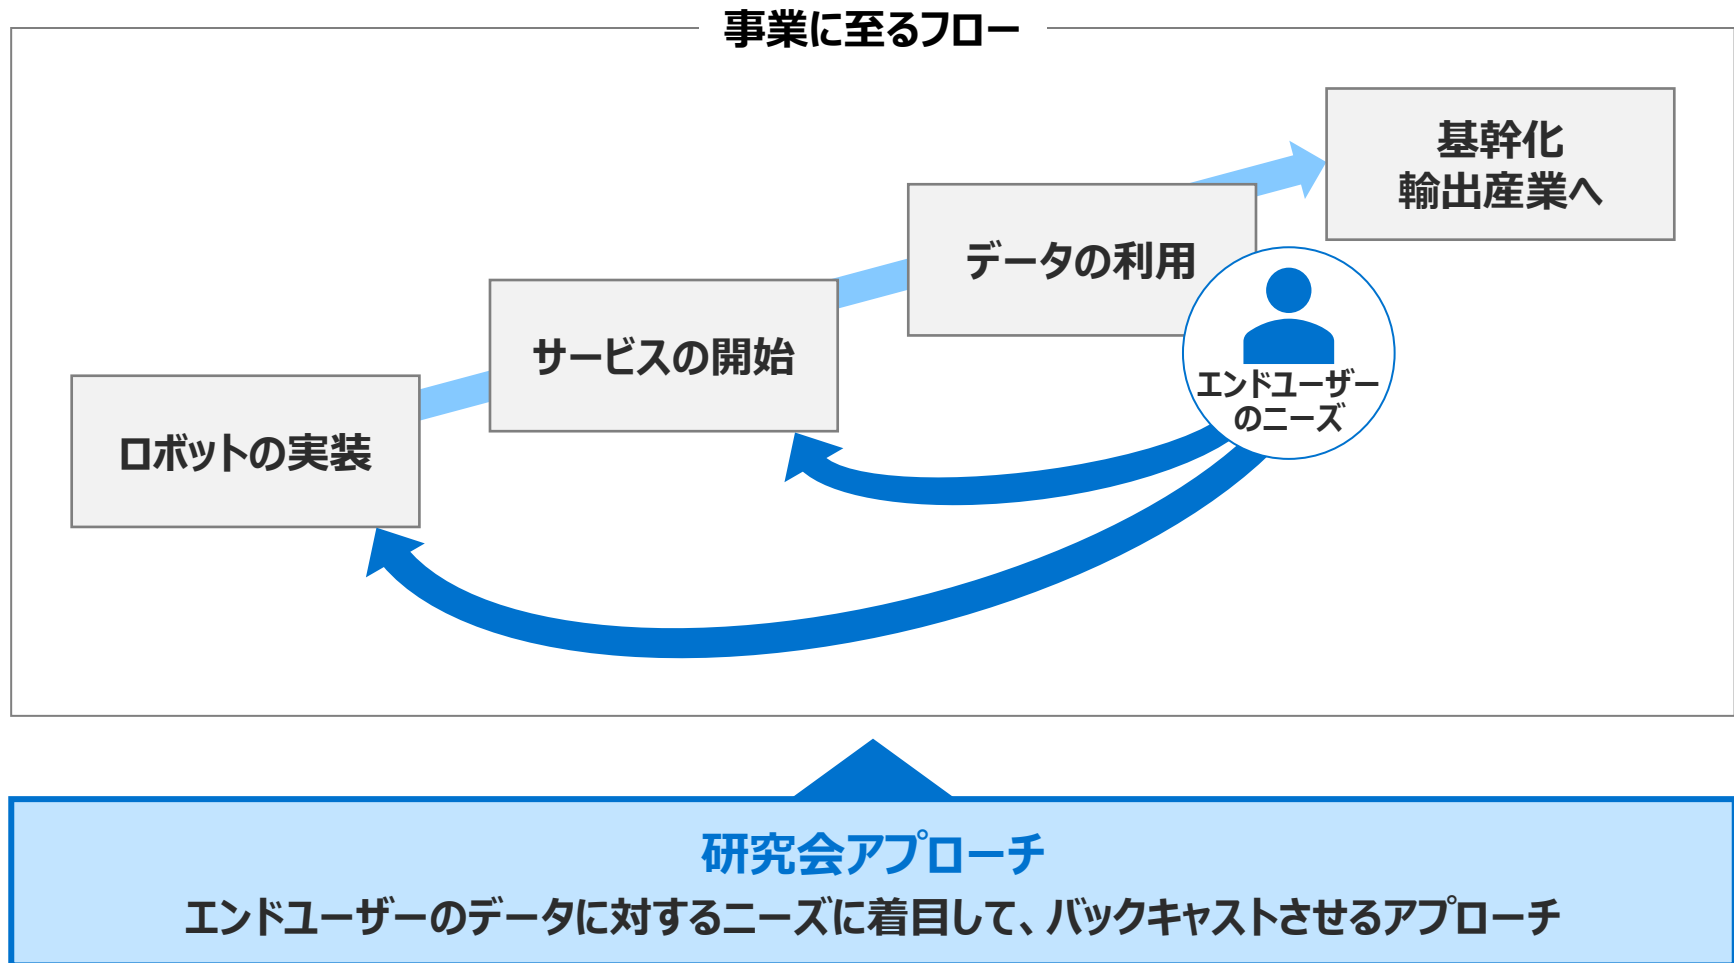 事業に至るフロー
基幹化
輸出産業へ
データの利用
サービスの開始
ロボットの実装
エンドユーザー
のニーズ
研究会アプローチ
エンドユーザーのデータに対するニーズに着目して、バックキャストさせるアプローチ